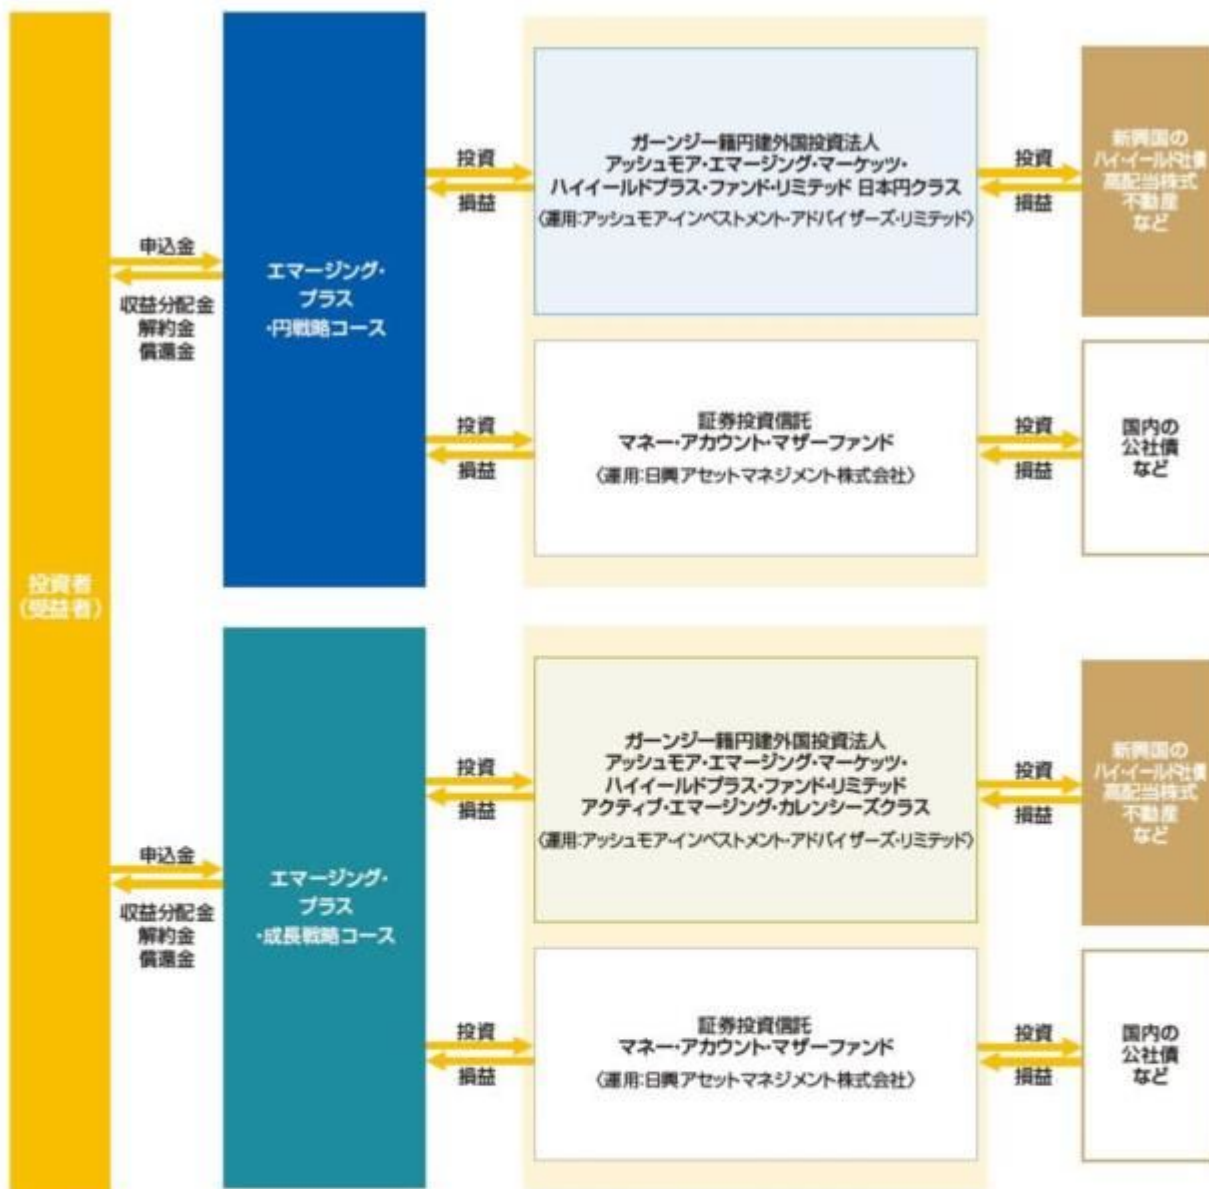 投資者
(受益者)
申込金
収益分配金
解約金
償還金
エマージング・
プラス
・円戦略コース
投資
損益
ガーンジー籍円建外国投資法人
アッシュモア・エマージング・マーケッツ・
ハイイールドプラス・ファンド・リミテッド 日本円クラス
〈運用:アッシュモア・インベストメント・アドバイザーズ・リミテッド〉
投資
損益
新興国の
ハイ・イールド社債
高配当株式
不動産
など
投資
損益
証券投資信託
マネー・アカウント・マザーファンド
〈運用:日興アセットマネジメント株式会社〉
投資
損益
国内の
公社債
など
申込金
収益分配金
解約金
償還金
エマージング・
プラス
・成長戦略コース
投資
損益
ガーンジー籍円建外国投資法人
アッシュモア・エマージング・マーケッツ・
ハイイールドプラス・ファンド・リミテッド
アクティブ・エマージング・カレンシーズクラス
〈運用:アッシュモア・インベストメント・アドバイザーズ・リミテッド〉
投資
損益
新興国の
ハイ・イールド社債
高配当株式
不動産
など
投資
損益
証券投資信託
マネー・アカウント・マザーファンド
〈運用:日興アセットマネジメント株式会社〉
投資
損益
国内の
公社債
など